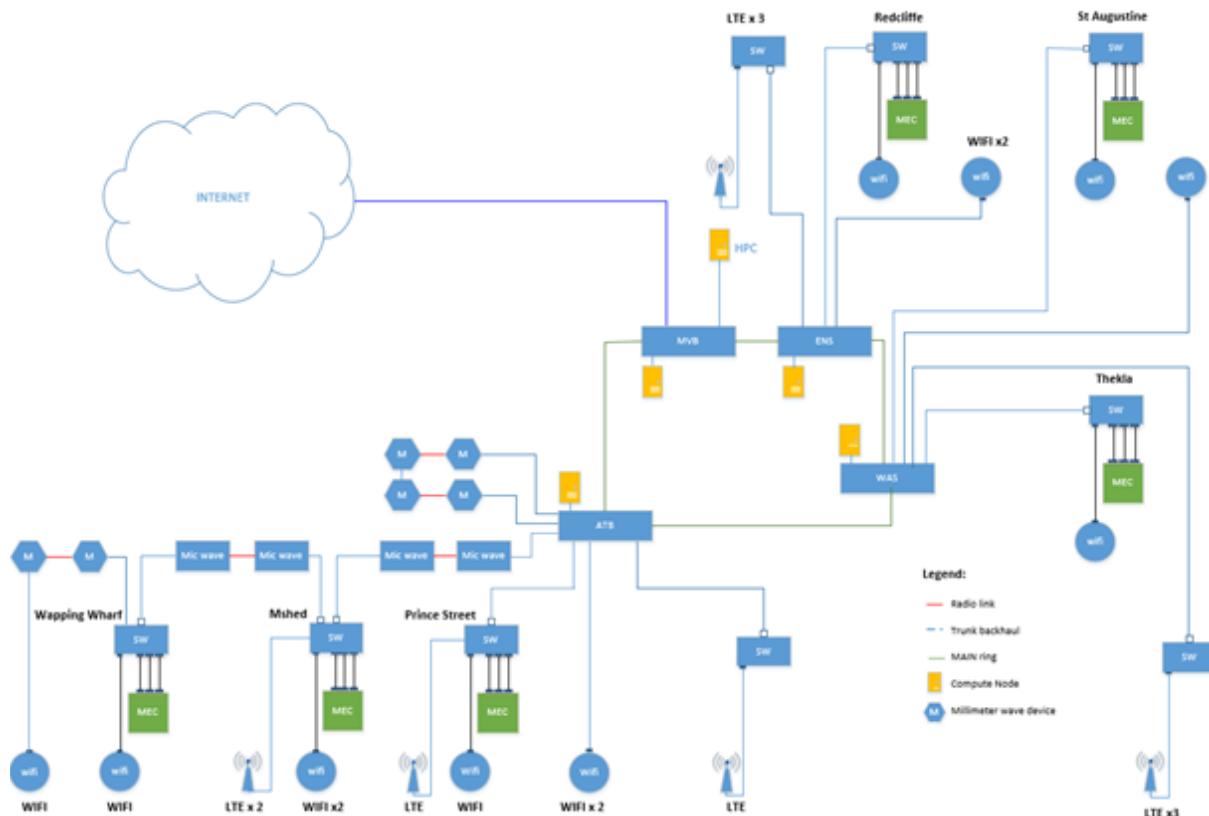 LTE x 3
Redcliffe
St Augustine
SW
SW
SW
MEC
MEC
WIFI x2
wifi
wifi
wifi
wifi
INTERNET
HPC
MVB
ENS
Thekla
SW
WAS
MEC
M
M
M
M
ATB
wifi
M
M
Mic wave
Mic wave
Mic wave
Mic wave
Legend:
Radio link
Trunk backhaul
MAIN ring
Compute Node
M
Millimeter wave device
Wapping Wharf
Mshed
Prince Street
SW
SW
SW
SW
SW
MEC
MEC
MEC
wifi
wifi
wifi
Wifi
Wifi
WIFI
WIFI
LTE x 2
WIFI x2
LTE
WIFI
WIFI x 2
LTE
LTE x3